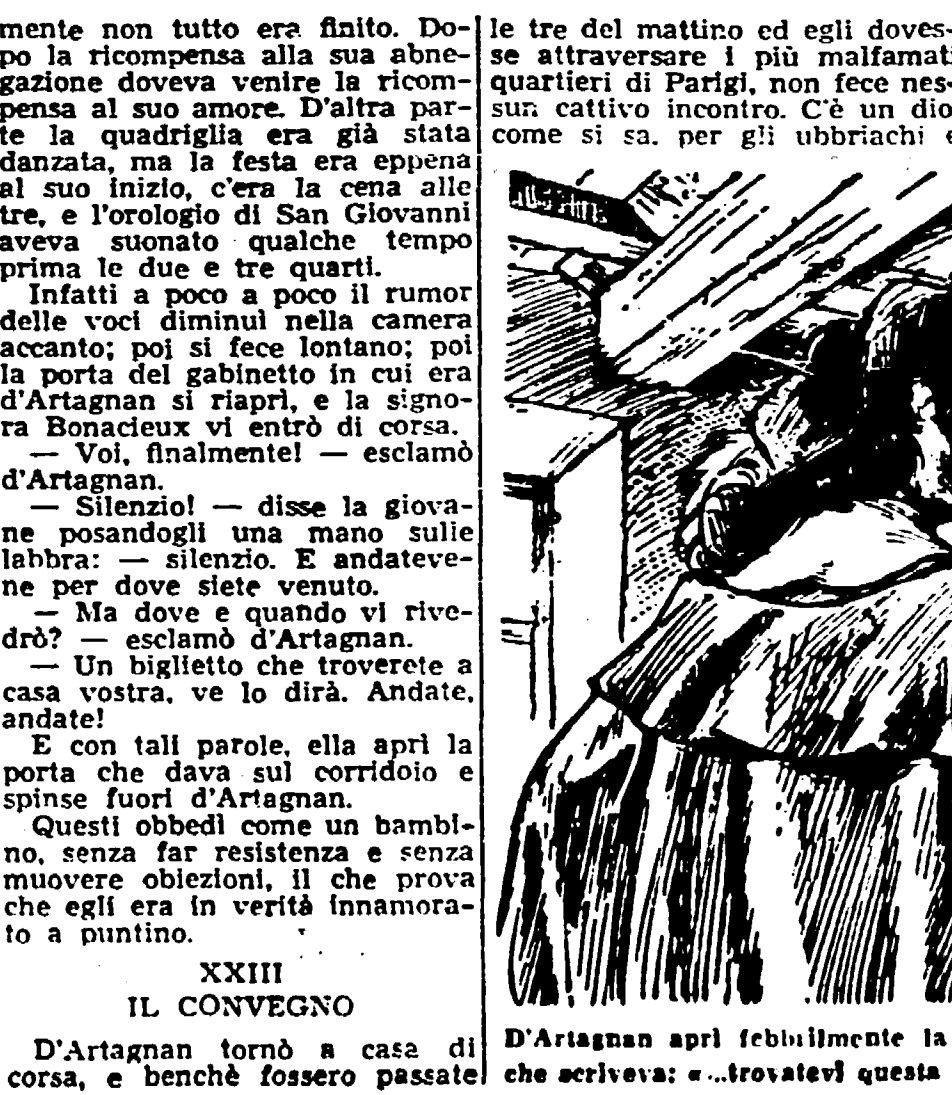 mente non tutto era finito. Do-
po la ricompensa alla sua abne-
gazione doveva venire la ricom-
pensa al suo amore. D'altra par-
te la quadriglia era già stata
danzata, ma la festa era eppena
al suo inizio, c'era la cena alle
tre, e l'orologio di San Giovanni
aveva suonato qualche tempo
prima le due e tre quarti.
Infatti a poco a poco il rumor
delle voci diminuì nella camera
accanto; poi si fece lontano; poi
la porta del gabinetto in cui era
d'Artagnan si riaprì, e la signo-
ra Bonacieux vi entrò di corsa.
— Voi, finalmente! — esclamò
d'Artagnan.
— Silenzio! — disse la giova-
ne posandogli una mano sulle
labbra: — silenzio. E andateve-
ne per dove siete venuto.
— Ma dove e quando vi rive-
drò? — esclamò d'Artagnan.
— Un biglietto che troverete a
casa vostra, ve lo dirà. Andate,
andate!
E con tali parole, ella aprì la
porta che dava sul corridoio e
spinse fuori d'Artagnan.
Questi obbedì come un bambi-
no, senza far resistenza e senza
muovere obiezioni, il che prova
che egli era in verità innamora-
to a puntino.
XXIII
IL CONVEGNO
D'Artagnan tornò a casa di
corsa, e benchè fossero passate
le tre del mattino ed egli doves-
se attraversare i più malfamat
quartieri di Parigi, non fece nes-
sun cattivo incontro. C'è un dio
come si sa, per gli ubbriachi e
D'Artagnan aprì febbrilmente la
che scriveva: «...trovatevi questa